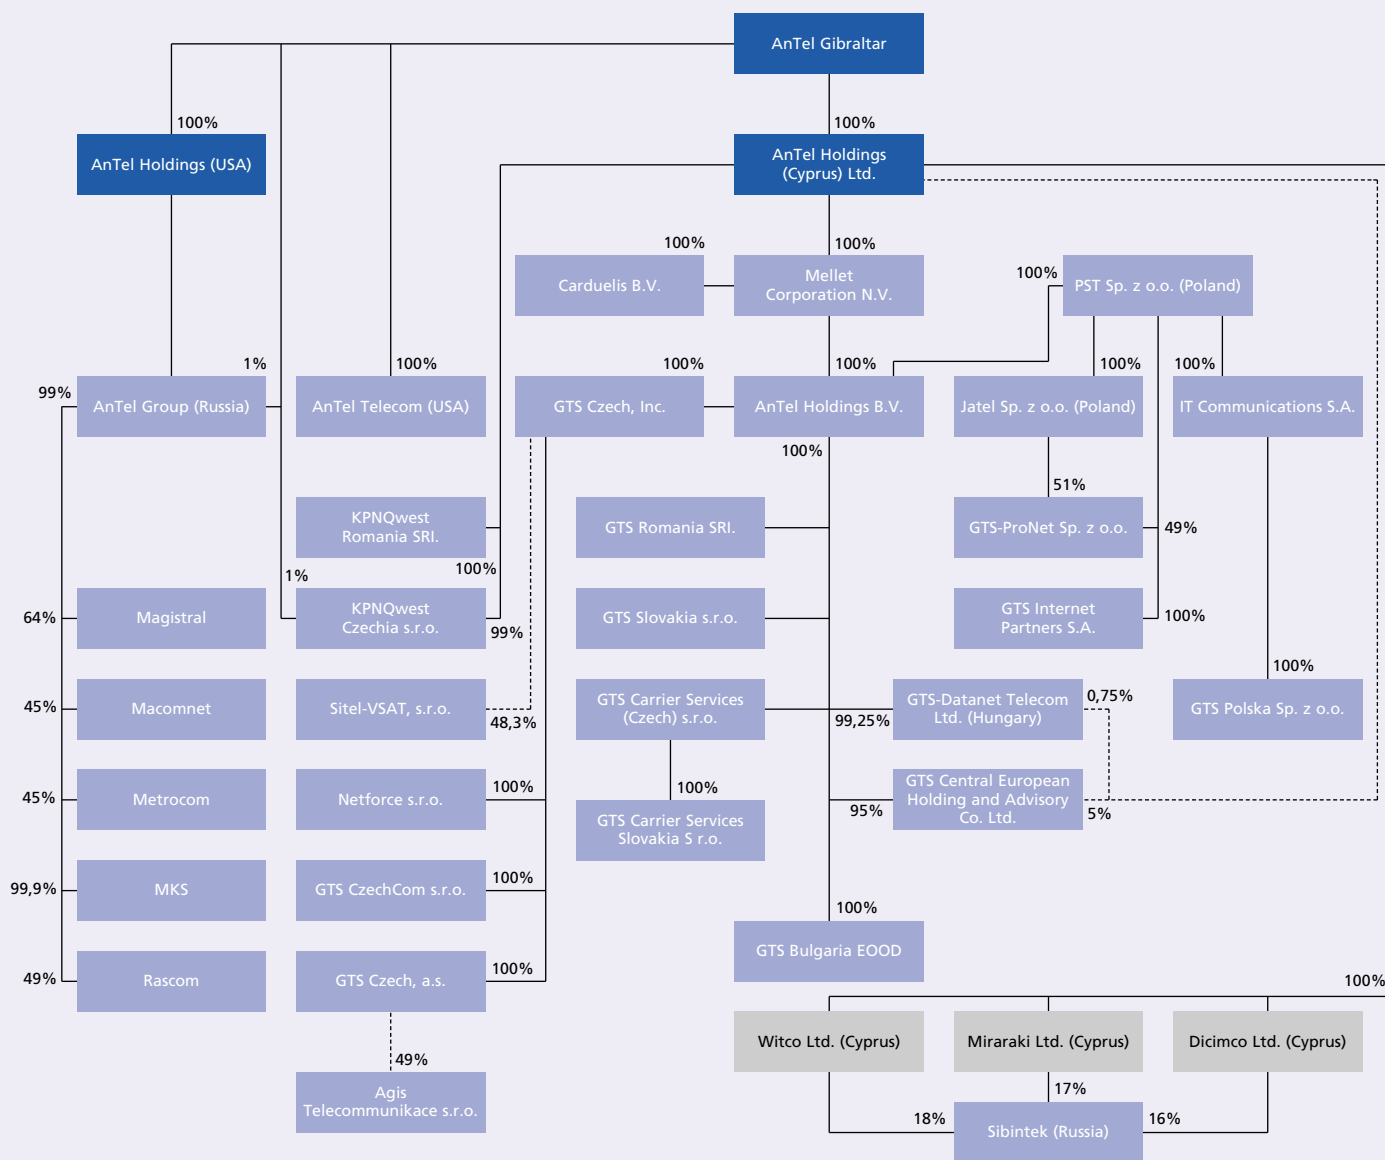 AnTel Gibraltar
100%
100%
AnTel Holdings (USA)
AnTel Holdings
(Cyprus) Ltd.
100%
100%
100%
Carduelis B.V.
Mellet
Corporation N.V.
PST Sp. z o.o. (Poland)
99%
1%
100%
100%
100%
100%
100%
AnTel Group (Russia)
AnTel Telecom (USA)
GTS Czech, Inc.
AnTel Holdings B.V.
Jatel Sp. z o.o. (Poland)
IT Communications S.A.
100%
51%
KPNQwest
Romania SRI.
GTS Romania SRI.
GTS-ProNet Sp. z o.o.
49%
1%
100%
64%
Magistral
KPNQwest
Czechia s.r.o.
99%
GTS Slovakia s.r.o.
GTS Internet
Partners S.A.
100%
100%
45%
Macomnet
Sitel-VSAT, s.r.o.
48,3%
GTS Carrier Services
(Czech) s.r.o.
99,25%
GTS-Datanet Telecom
Ltd. (Hungary)
0,75%
GTS Polska Sp. z o.o.
45%
Metrocom
Netforce s.r.o.
100%
100%
GTS Carrier Services
Slovakia S r.o.
95%
GTS Central European
Holding and Advisory
Co. Ltd.
5%
99,9%
MKS
GTS CzechCom s.r.o.
100%
100%
GTS Bulgaria EOOD
49%
Rascom
GTS Czech, a.s.
100%
100%
Witco Ltd. (Cyprus)
Miraraki Ltd. (Cyprus)
Dicimco Ltd. (Cyprus)
49%
Agis
Telecommunikace s.r.o.
17%
18%
Sibintek (Russia)
16%